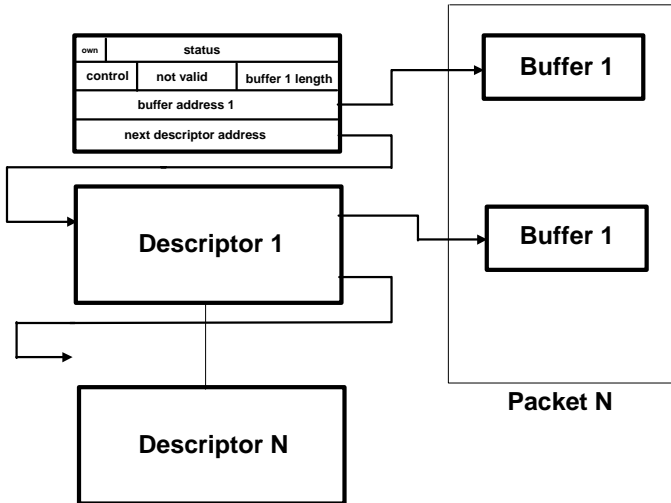 own status
control not valid buffer 1 length
buffer address 1
next descriptor address
Buffer 1
Descriptor 1
Buffer 1
Descriptor N
Packet N